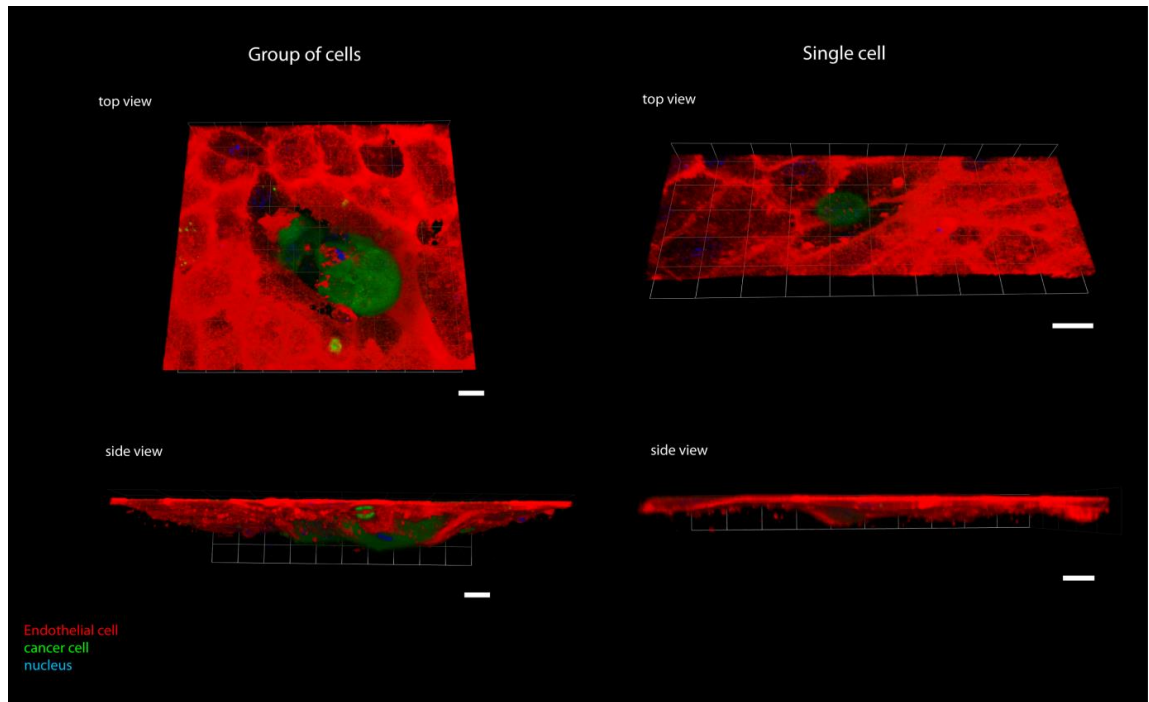 Group of cells
Single cell
top view
top view
side view
side view
Endothelial cell
cancer cell
nucleus